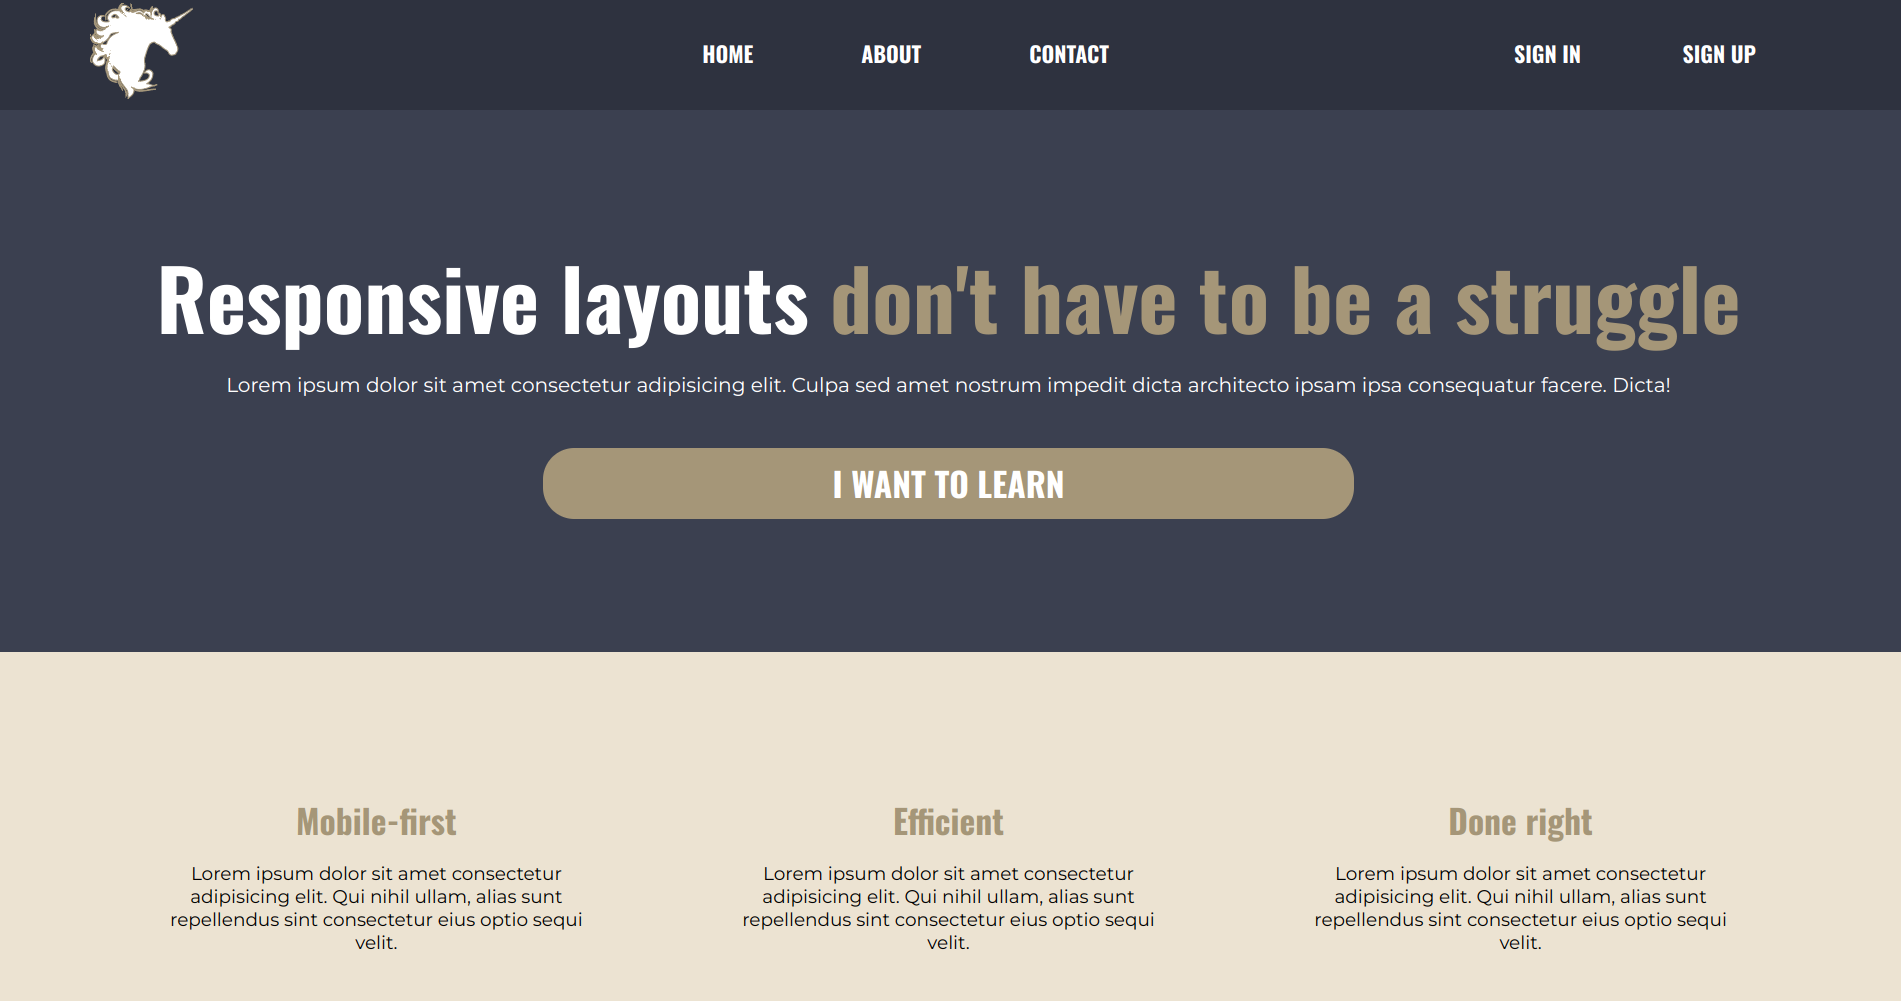 HOME ABOUT CONTACT SIGN IN SIGN UP
Responsive layouts don't have to be a struggle
Lorem ipsum dolor sit amet consectetur adipisicing elit. Culpa sed amet nostrum impedit dicta architecto ipsam ipsa consequatur facere. Dicta!
I WANT TO LEARN
Mobile-first
Lorem ipsum dolor sit amet consectetur
adipisicing elit. Qui nihil ullam, alias sunt
repellendus sint consectetur eius optio sequi
velit.
Efficient
Lorem ipsum dolor sit amet consectetur
adipisicing elit. Qui nihil ullam, alias sunt
repellendus sint consectetur eius optio sequi
velit.
Done right
Lorem ipsum dolor sit amet consectetur
adipisicing elit. Qui nihil ullam, alias sunt
repellendus sint consectetur eius optio sequi
velit.